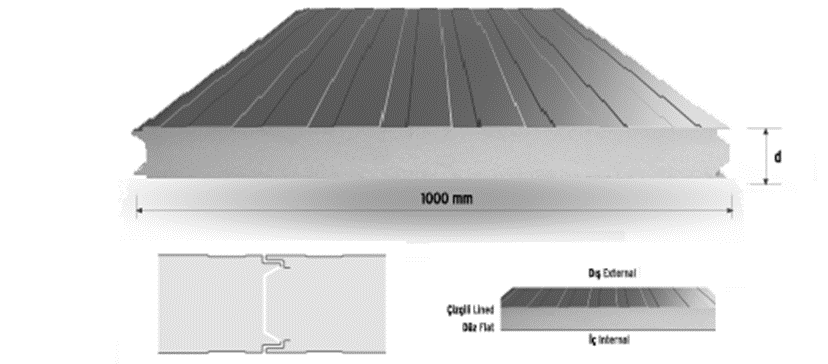 d
1000 mm
Dış External
Çizgili Lined
Düz Flat
İç Internal